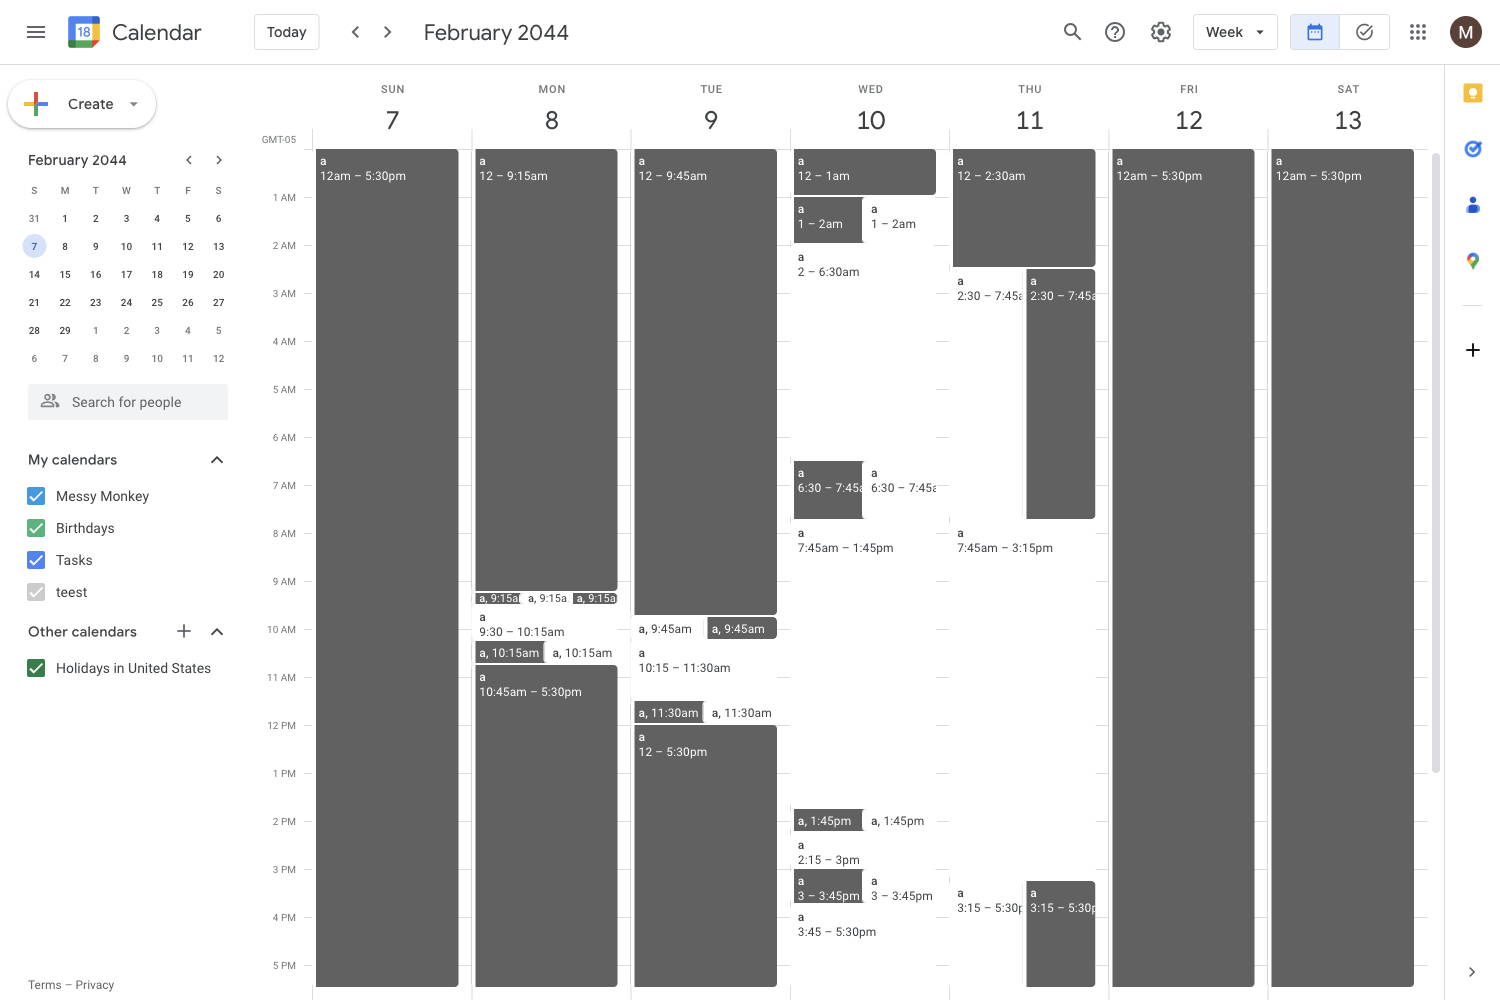 18 Calendar Today February 2044 Week M
Create
February 2044
S M T W T F S
31 1 2 3 4 5 6
7 8 9 10 11 12 13
14 15 16 17 18 19 20
21 22 23 24 25 26 27
28 29 1 2 3 4 5
6 7 8 9 10 11 12
Search for people
My calendars
Messy Monkey
Birthdays
Tasks
teest
Other calendars
Holidays in United States
Terms – Privacy
SUN MON TUE WED THU FRI SAT
7 8 9 10 11 12 13
GMT-05
1 AM
2 AM
3 AM
4 AM
5 AM
6 AM
7 AM
8 AM
9 AM
10 AM
11 AM
12 PM
1 PM
2 PM
3 PM
4 PM
5 PM
a
12am – 5:30pm
a
12 – 9:15am
a, 9:15a
a, 9:15a
a, 9:15a
a
9:30 – 10:15am
a, 10:15am
a, 10:15am
a
10:45am – 5:30pm
a
12 – 9:45am
a, 9:45am
a, 9:45am
a
10:15 – 11:30am
a, 11:30am
a, 11:30am
a
12 – 5:30pm
a
12 – 1am
a
1 – 2am
a
1 – 2am
a
2 – 6:30am
a
6:30 – 7:45a
a
6:30 – 7:45a
a
7:45am – 1:45pm
a, 1:45pm
a, 1:45pm
a
2:15 – 3pm
a
3 – 3:45pm
a
3 – 3:45pm
a
3:45 – 5:30pm
a
12 – 2:30am
a
2:30 – 7:45a
a
2:30 – 7:45a
a
7:45am – 3:15pm
a
3:15 – 5:30p
a
3:15 – 5:30p
a
12am – 5:30pm
a
12am – 5:30pm